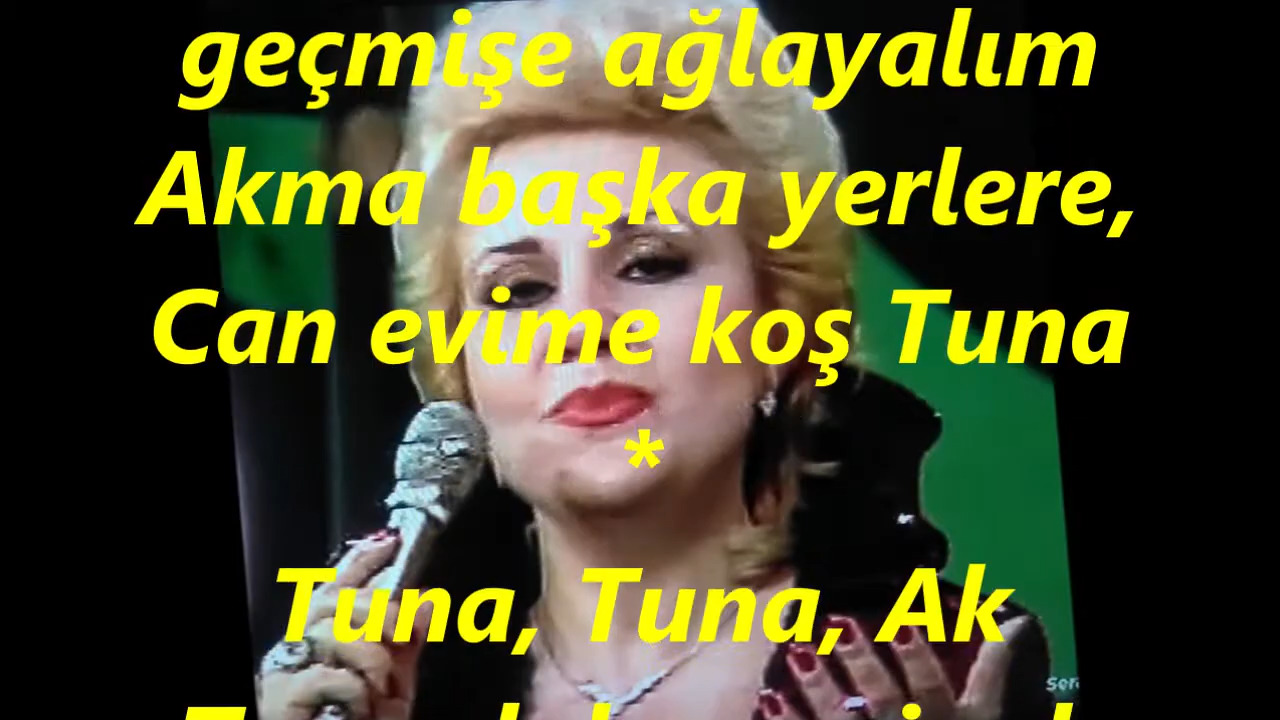 geçmişe ağlayalım
Akma başka yerlere,
Can evime koş Tuna
*
Tuna, Tuna, Ak